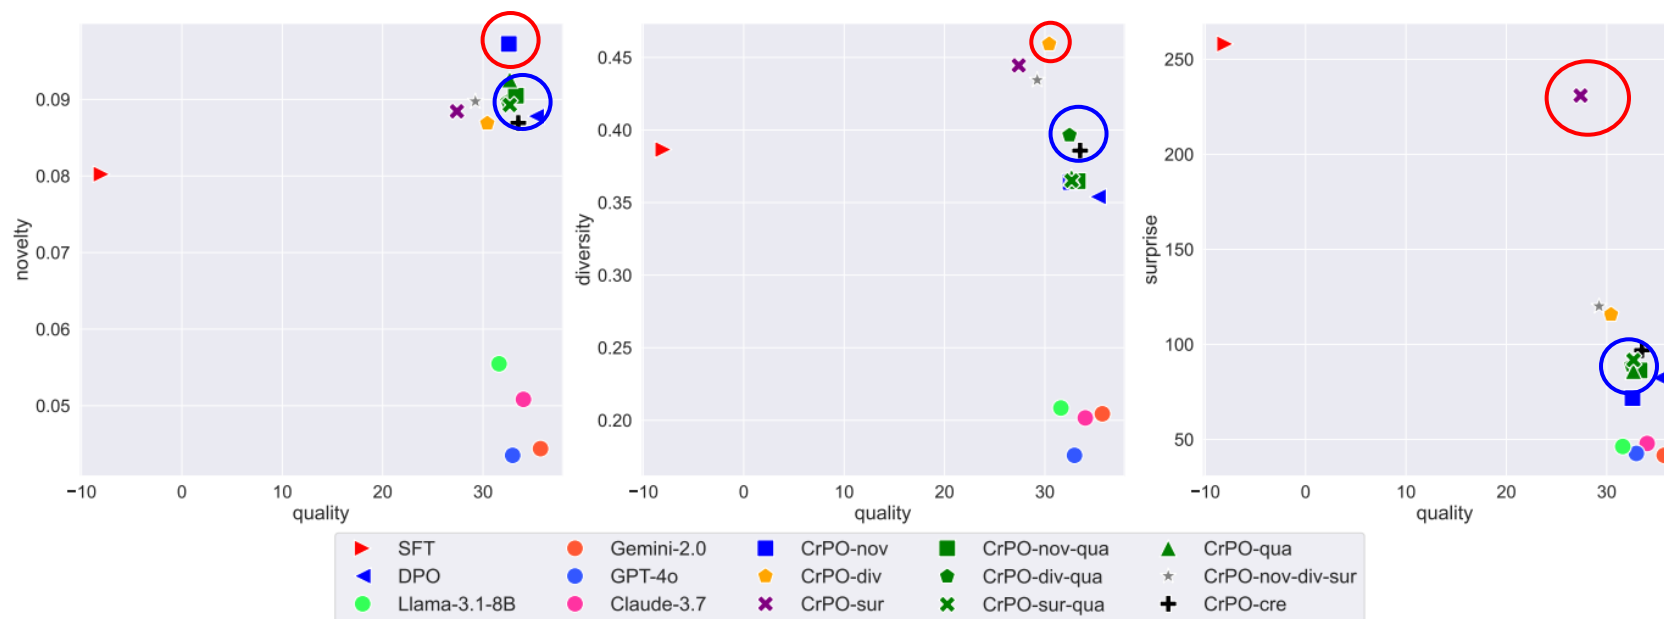 novelty
0.09
0.08
0.07
0.06
0.05
−10 0 10 20 30
quality
diversity
0.45
0.40
0.35
0.30
0.25
0.20
−10 0 10 20 30
quality
surprise
250
200
150
100
50
−10 0 10 20 30
quality
SFT Gemini-2.0 CrPO-nov CrPO-nov-qua CrPO-qua
DPO GPT-4o CrPO-div CrPO-div-qua CrPO-nov-div-sur
Llama-3.1-8B Claude-3.7 CrPO-sur CrPO-sur-qua CrPO-cre